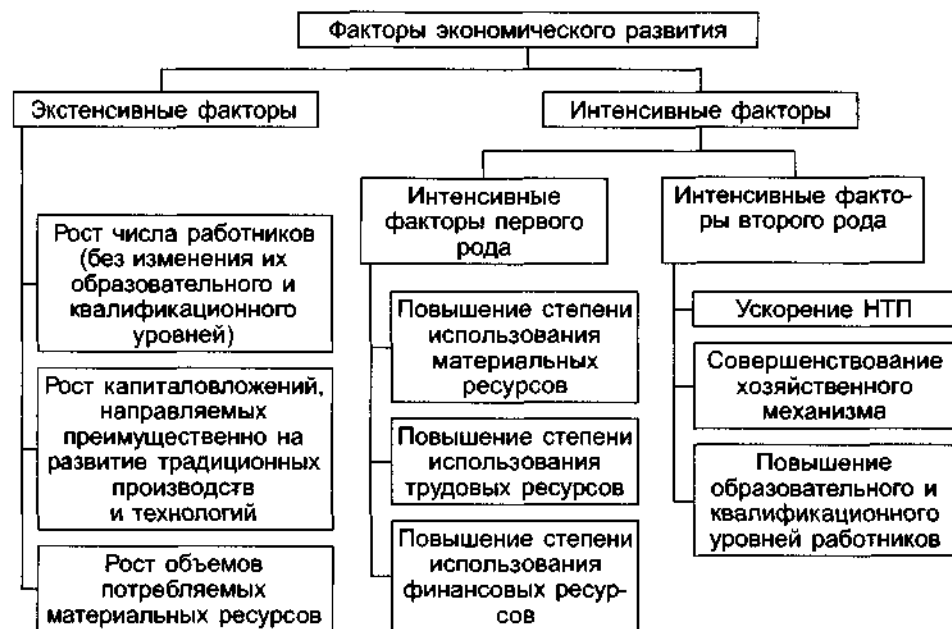 Факторы экономического развития
Экстенсивные факторы
Интенсивные факторы
Интенсивные
факторы первого
рода
Интенсивные факто-
ры второго рода
Рост числа работников
(без изменения их
образовательного и
квалификационного
уровней)
Рост капиталовложений,
направляемых
преимущественно на
развитие традиционных
производств
и технологий
Рост объемов
потребляемых
материальных ресурсов
Повышение степени
использования
материальных
ресурсов
Повышение степени
использования
трудовых ресурсов
Повышение степени
использования
финансовых ресур-
сов
Ускорение НТП
Совершенствование
хозяйственного
механизма
Повышение
образовательного и
квалификационного
уровней работников